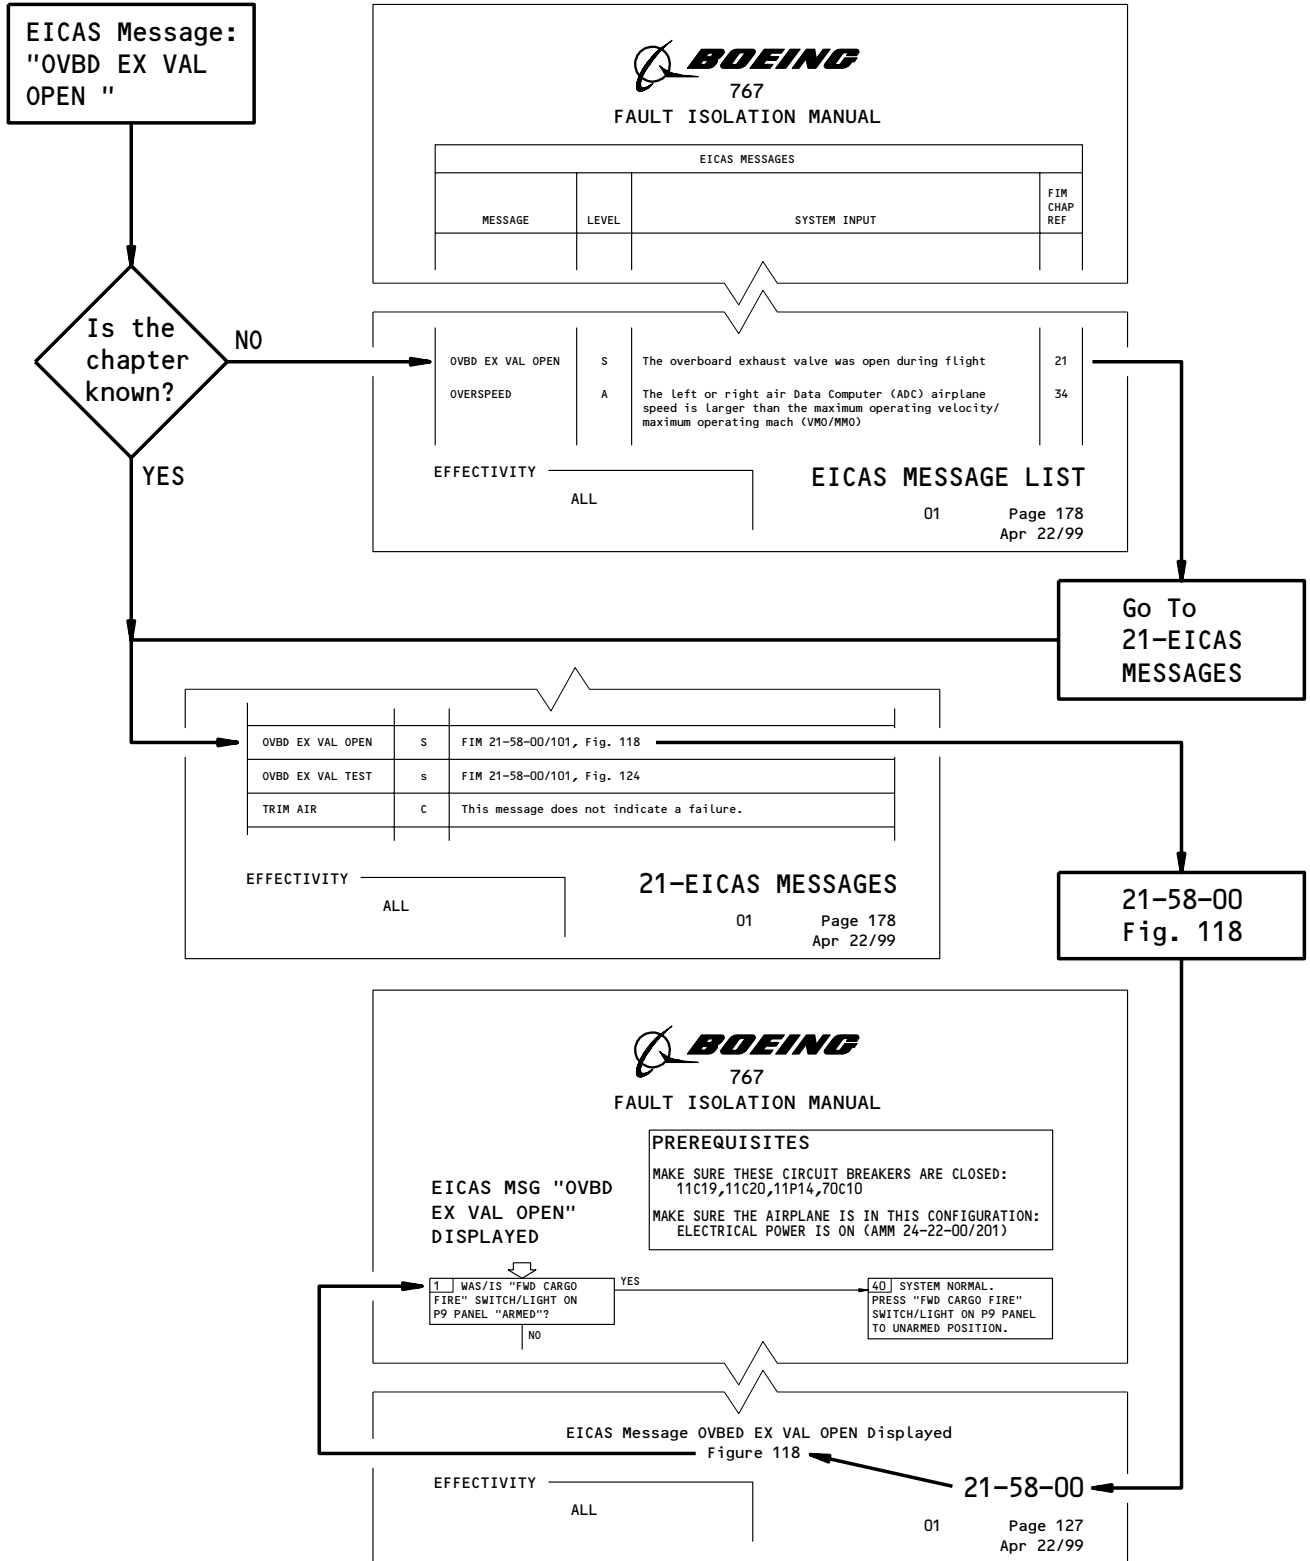 EICAS Message:
"OVBD EX VAL
OPEN "
BOEING
767
FAULT ISOLATION MANUAL
EICAS MESSAGES
MESSAGE LEVEL SYSTEM INPUT FIM
CHAP
REF
Is the
chapter
known?
NO
YES
OVBD EX VAL OPEN S The overboard exhaust valve was open during flight 21
OVERSPEED A The left or right air Data Computer (ADC) airplane 34
speed is larger than the maximum operating velocity/
maximum operating mach (VMO/MMO)
EFFECTIVITY
ALL
EICAS MESSAGE LIST
01 Page 178
Apr 22/99
Go To
21-EICAS
MESSAGES
OVBD EX VAL OPEN S FIM 21-58-00/101, Fig. 118
OVBD EX VAL TEST s FIM 21-58-00/101, Fig. 124
TRIM AIR C This message does not indicate a failure.
EFFECTIVITY
ALL
21-EICAS MESSAGES
01 Page 178
Apr 22/99
21-58-00
Fig. 118
BOEING
767
FAULT ISOLATION MANUAL
PREREQUISITES
MAKE SURE THESE CIRCUIT BREAKERS ARE CLOSED:
11C19,11C20,11P14,70C10
MAKE SURE THE AIRPLANE IS IN THIS CONFIGURATION:
ELECTRICAL POWER IS ON (AMM 24-22-00/201)
EICAS MSG "OVBD
EX VAL OPEN"
DISPLAYED
1 WAS/IS "FWD CARGO
FIRE" SWITCH/LIGHT ON
P9 PANEL "ARMED"?
YES
NO
40 SYSTEM NORMAL.
PRESS "FWD CARGO FIRE"
SWITCH/LIGHT ON P9 PANEL
TO UNARMED POSITION.
EICAS Message OVBED EX VAL OPEN Displayed
Figure 118
EFFECTIVITY
ALL
21-58-00
01 Page 127
Apr 22/99